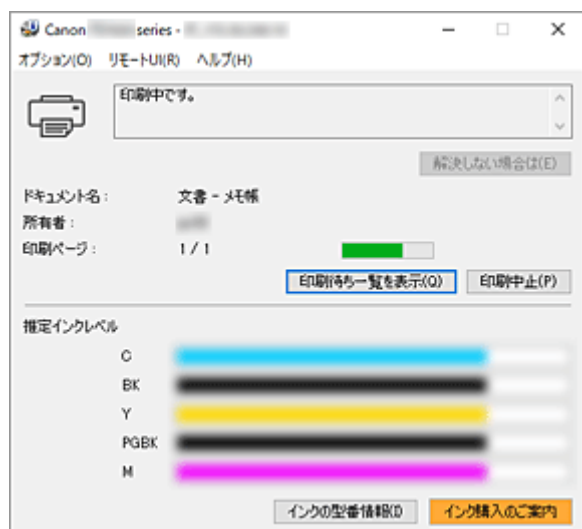 Canon series -
オプション(O) リモートUI(R) ヘルプ(H)
印刷中です。
解決しない場合は(E)
ドキュメント名： 文書 - メモ帳
所有者：
印刷ページ： 1 / 1
印刷待ち一覧を表示(Q) 印刷中止(P)
推定インクレベル
C
BK
Y
PGBK
M
インクの型番情報(I) インク購入のご案内